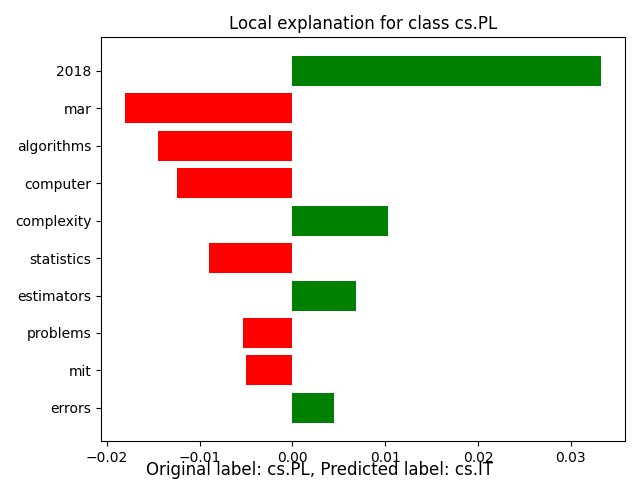 Local explanation for class cs.PL
2018
mar
algorithms
computer
complexity
statistics
estimators
problems
mit
errors
−0.02 −0.01 0.00 0.01 0.02 0.03
Original label: cs.PL, Predicted label: cs.IT